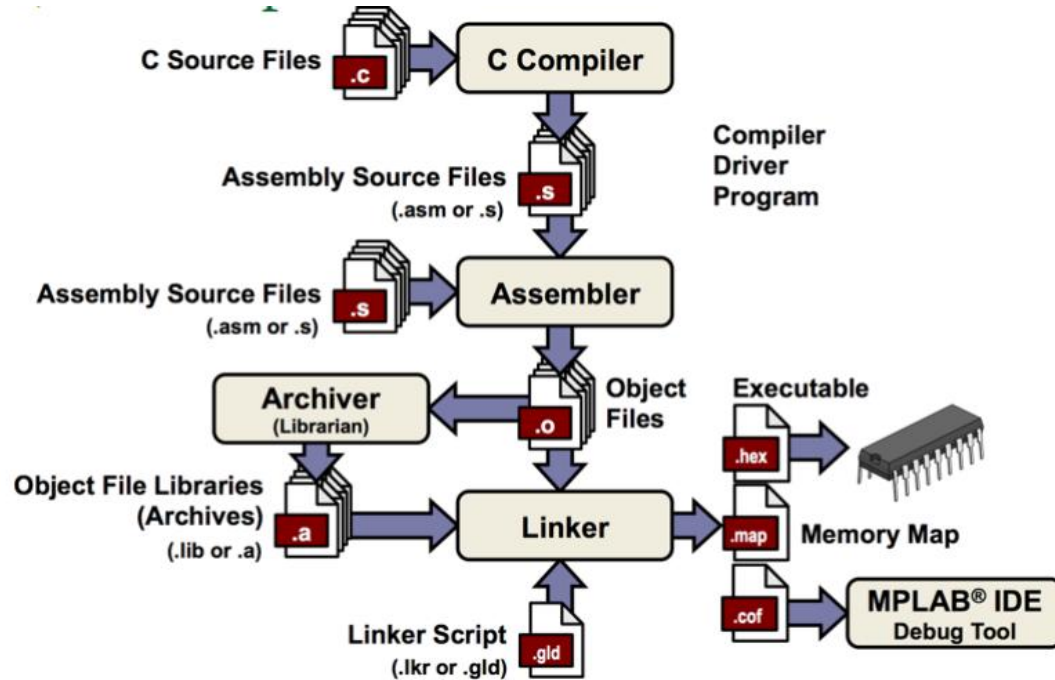 C Source Files
.c
C Compiler
Assembly Source Files
(.asm or .s)
.s
Compiler
Driver
Program
Assembly Source Files
(.asm or .s)
.s
Assembler
Archiver
(Librarian)
.o
Object
Files
Executable
.hex
Object File Libraries
(Archives)
(.lib or .a)
.a
Linker
.map
Memory Map
Linker Script
(.lkr or .gld)
.gld
.cof
MPLAB® IDE
Debug Tool